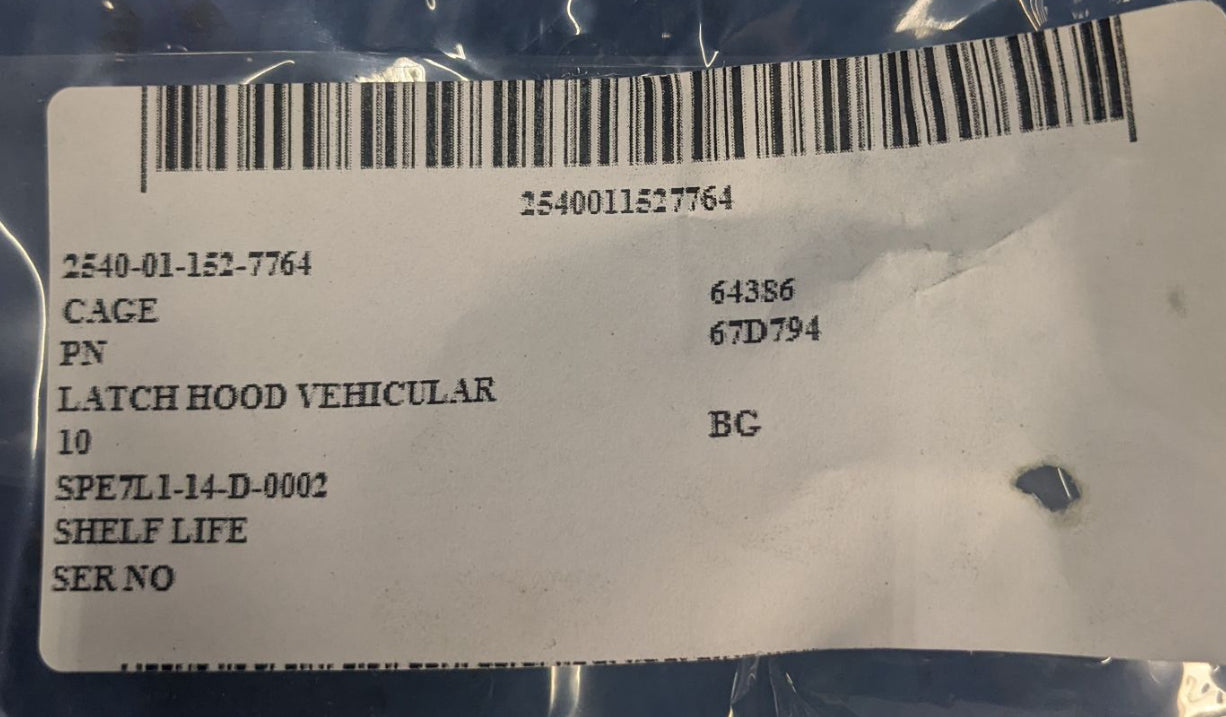 2540011527764
2540-01-152-7764
CAGE 64386
PN 67D794
LATCH HOOD VEHICULAR
10 BG
SPE7L1-14-D-0002
SHELF LIFE
SER NO